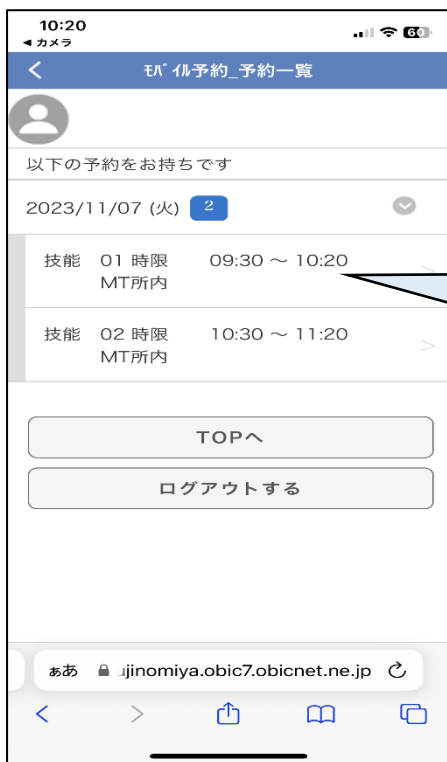 10:20
◀ カメラ
60
ﾓﾊﾞｲﾙ予約_予約一覧
以下の予約をお持ちです
2023/11/07 (火) 2
技能 01 時限 09:30 ～ 10:20
MT所内
技能 02 時限 10:30 ～ 11:20
MT所内
TOPへ
ログアウトする
ぁあ ujinomiya.obic7.obicnet.ne.jp